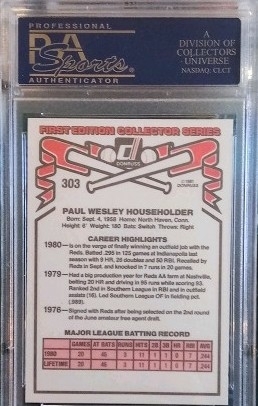 PROFESSIONAL
PSA
Sports
AUTHENTICATOR
A
DIVISION OF
COLLECTORS
UNIVERSE
NASDAQ: CLCT
FIRST EDITION COLLECTOR SERIES
DONRUSS
303
© 1981
DONRUSS
PAUL WESLEY HOUSEHOLDER
Born: Sept. 4, 1958 Home: North Haven, Conn.
Height: 6' Weight: 180 Bats: Switch Throws: Right
CAREER HIGHLIGHTS
1980—Is on the verge of finally winning an outfield job with the
Reds. Batted .295 in 125 games at Indianapolis last
season with 9 HR, 26 doubles and 50 RBI. Recalled by
Reds in Sept. and knocked in 7 runs in 20 games.
1979—Had a big production year for Reds AA farm at Nashville,
belting 20 HR and driving in 95 runs while scoring 83.
Ranked 2nd in Southern League in RBI and in outfield
assists (16). Led Southern League OF in fielding pct.
(.993).
1976—Signed with Reds after being selected on the 2nd round
of the June amateur free agent draft.
MAJOR LEAGUE BATTING RECORD
GAMES AT BATS RUNS HITS 2B 3B HR RBI AVE
1980 20 45 3 11 1 1 0 7 .244
LIFETIME 20 45 3 11 1 1 0 7 .244